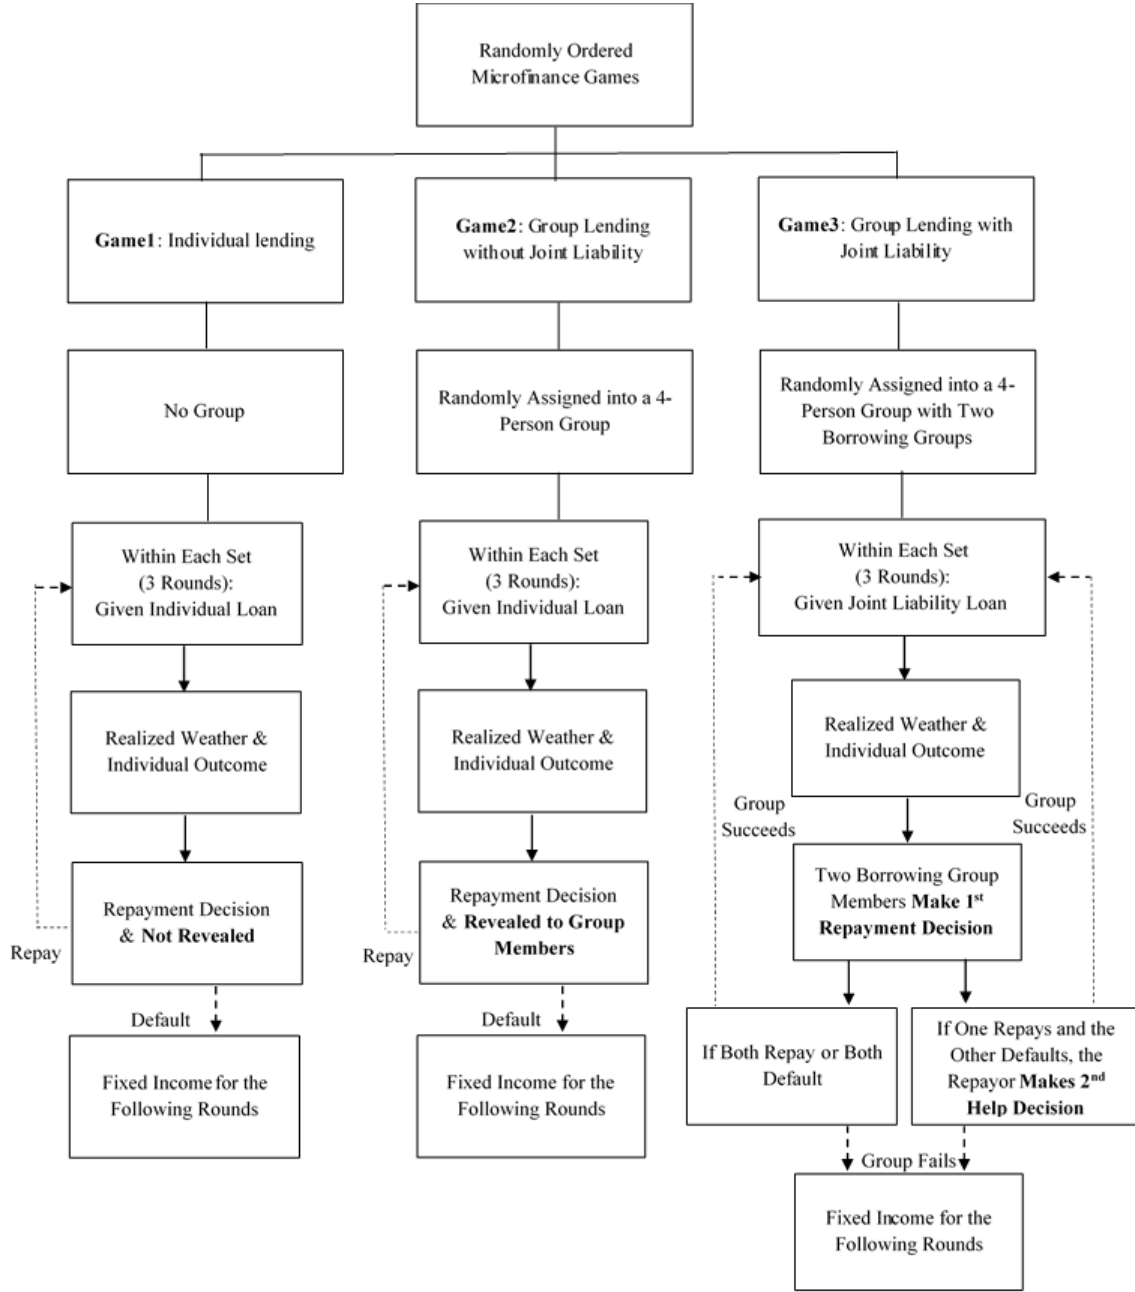 Randomly Ordered
Microfinance Games
Game1: Individual lending
Game2: Group Lending
without Joint Liability
Game3: Group Lending with
Joint Liability
No Group
Randomly Assigned into a 4-
Person Group
Randomly Assigned into a 4-
Person Group with Two
Borrowing Groups
Within Each Set
(3 Rounds):
Given Individual Loan
Within Each Set
(3 Rounds):
Given Individual Loan
Within Each Set
(3 Rounds):
Given Joint Liability Loan
Realized Weather &
Individual Outcome
Realized Weather &
Individual Outcome
Realized Weather &
Individual Outcome
Group
Succeeds
Group
Succeeds
Repayment Decision
& Not Revealed
Repay
Repayment Decision
& Revealed to Group
Members
Repay
Two Borrowing Group
Members Make 1st
Repayment Decision
Default
Default
If Both Repay or Both
Default
If One Repays and the
Other Defaults, the
Repayor Makes 2nd
Help Decision
Fixed Income for the
Following Rounds
Fixed Income for the
Following Rounds
Group Fails
Fixed Income for the
Following Rounds